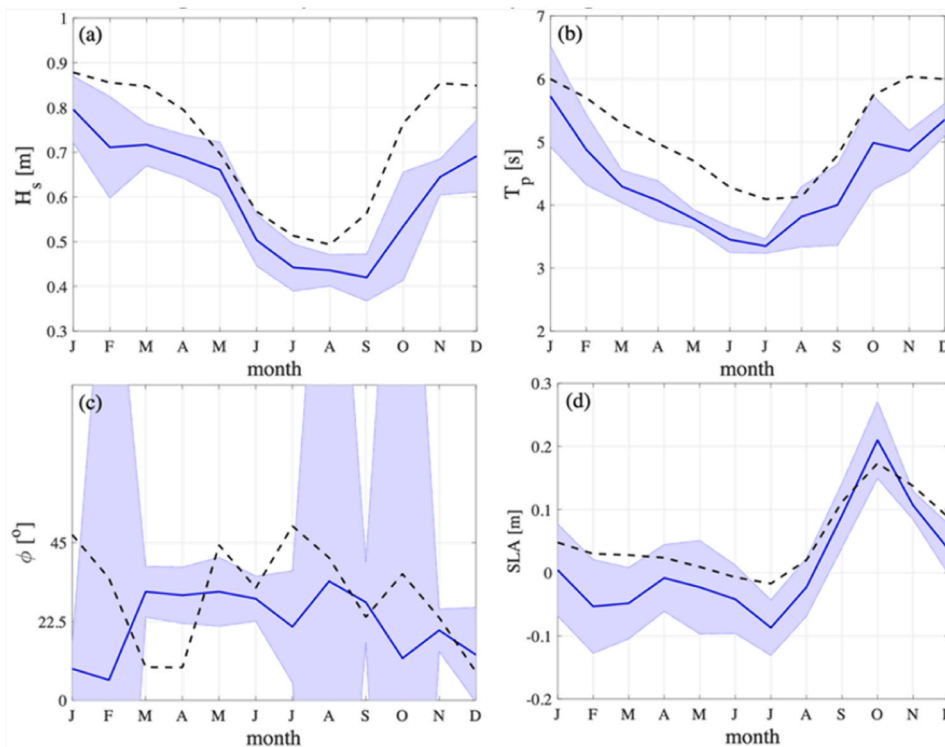 (a)
1
0.9
0.8
0.7
0.6
0.5
0.4
0.3
H_s [m]
J F M A M J J A S O N D
month
(b)
7
6
5
4
3
2
T_p [s]
J F M A M J J A S O N D
month
(c)
45
22.5
0
ϕ [°]
J F M A M J J A S O N D
month
(d)
0.3
0.2
0.1
0
-0.1
-0.2
SLA [m]
J F M A M J J A S O N D
month